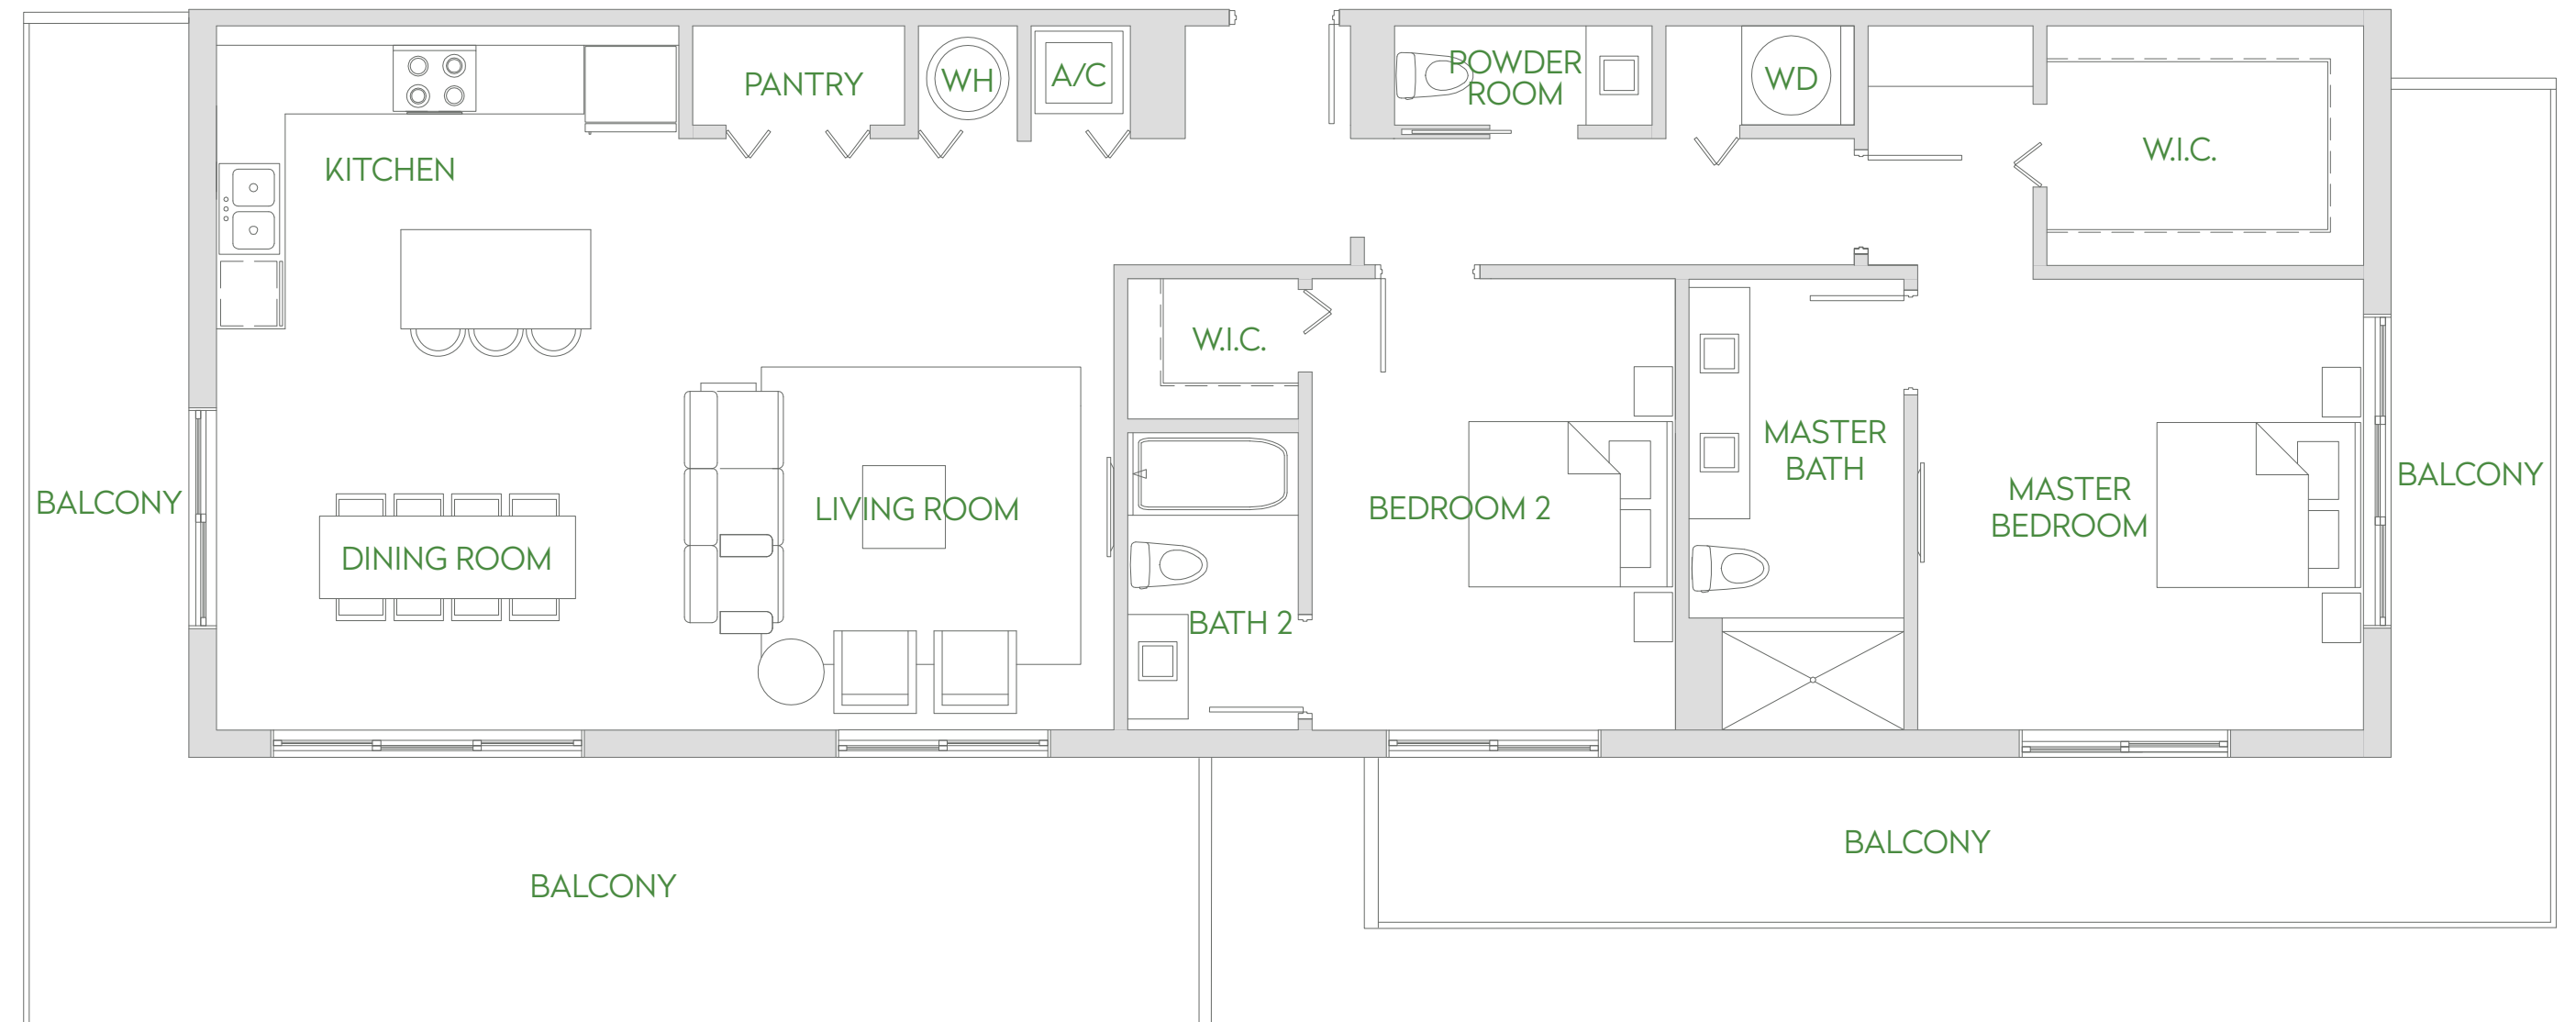 POWDER
ROOM
PANTRY
WH
A/C
WD
KITCHEN
W.I.C.
W.I.C.
MASTER
BATH
BALCONY
LIVING ROOM
BEDROOM 2
MASTER
BEDROOM
BALCONY
DINING ROOM
BATH 2
BALCONY
BALCONY